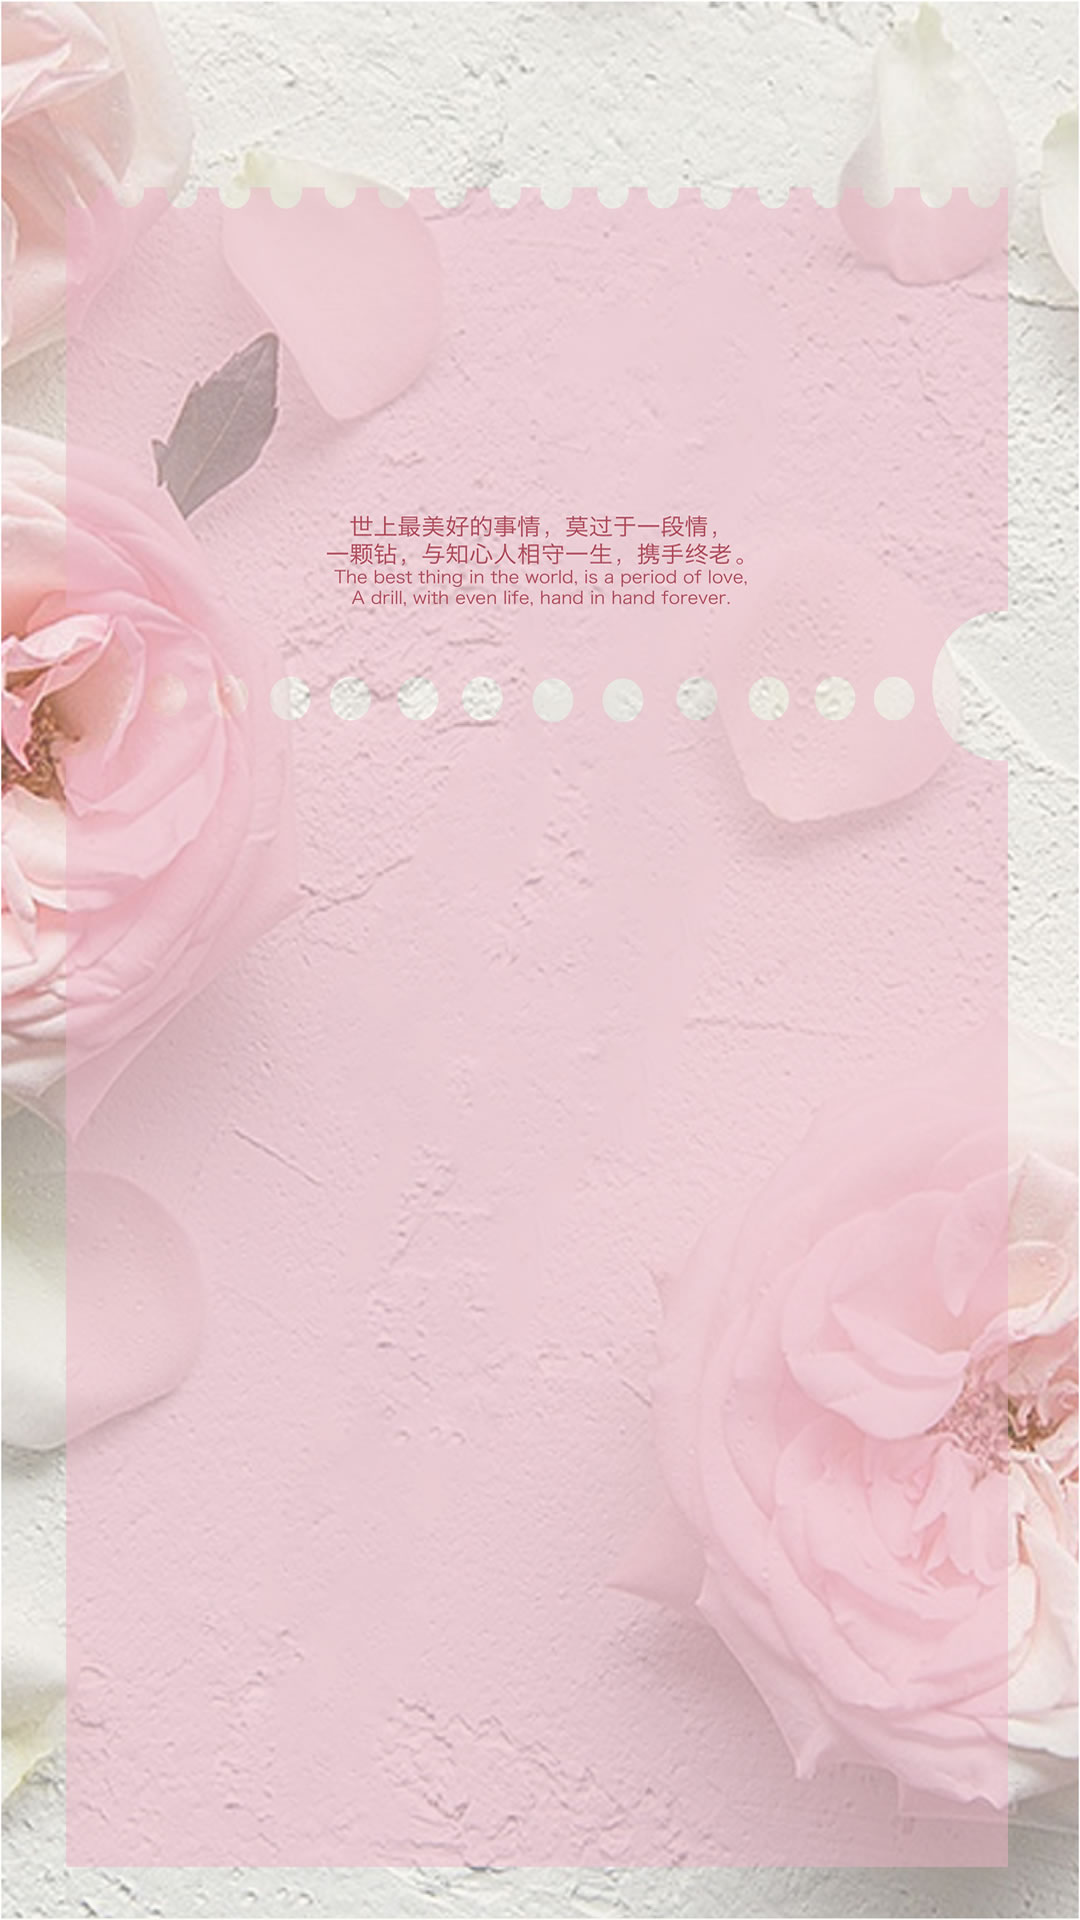 世上最美好的事情，莫过于一段情，
一颗钻，与知心人相守一生，携手终老。
The best thing in the world, is a period of love,
A drill, with even life, hand in hand forever.